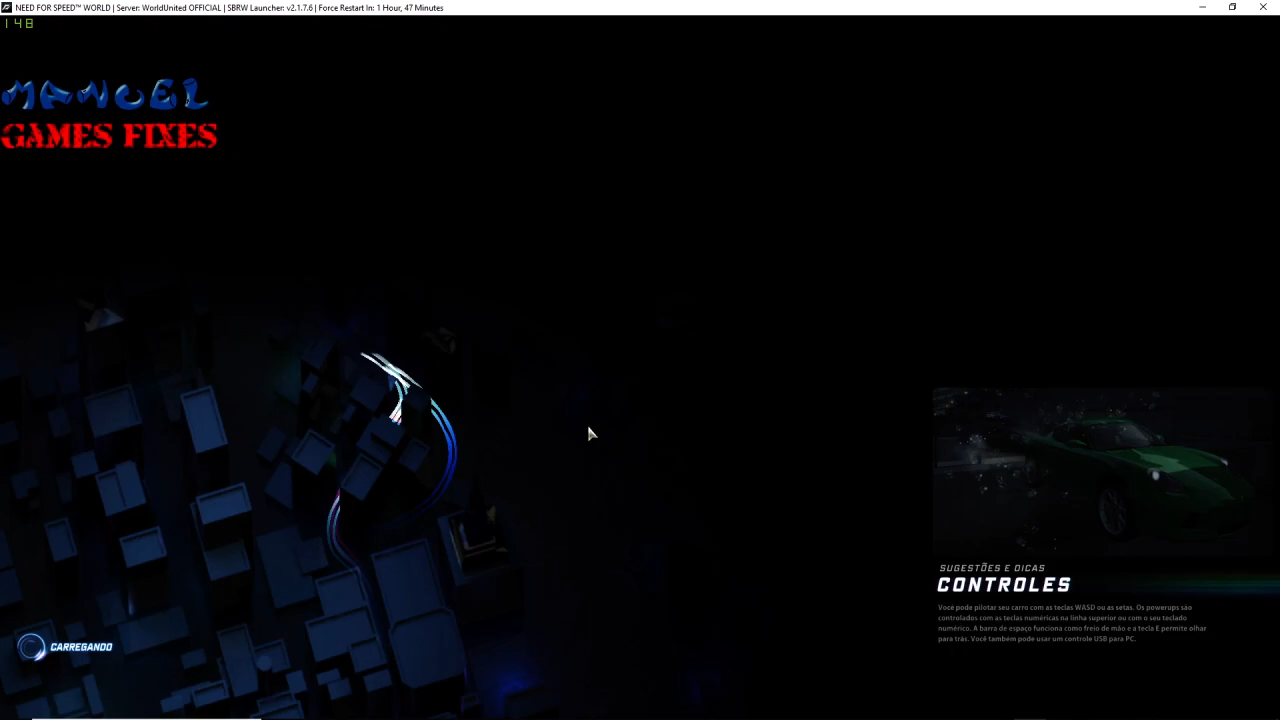 NEED FOR SPEED™ WORLD | Server: WorldUnited OFFICIAL | SBRW Launcher: v2.1.7.6 | Force Restart In: 1 Hour, 47 Minutes
148
MANOEL
GAMES FIXES
SUGESTÕES E DICAS
CONTROLES
Você pode pilotar seu carro com as teclas WASD ou as setas. Os powerups são
controlados com as teclas numéricas na linha superior ou com o seu teclado
numérico. A barra de espaço funciona como freio de mão e a tecla E permite olhar
para trás. Você também pode usar um controle USB para PC.
CARREGANDO